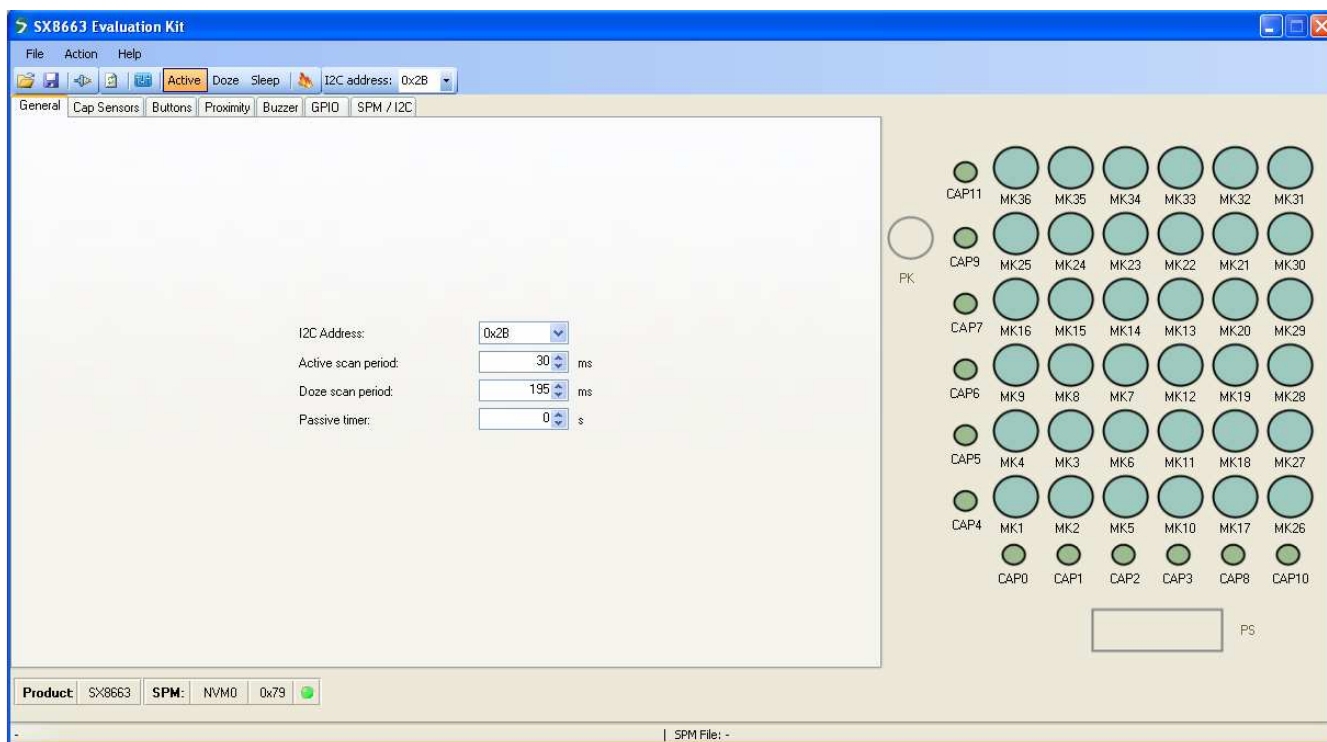 SX8663 Evaluation Kit
File Action Help
Active Doze Sleep I2C address: 0x2B
General Cap Sensors Buttons Proximity Buzzer GPIO SPM / I2C
I2C Address: 0x2B
Active scan period: 30 ms
Doze scan period: 195 ms
Passive timer: 0 s
PK
CAP11 MK36 MK35 MK34 MK33 MK32 MK31
CAP9 MK25 MK24 MK23 MK22 MK21 MK30
CAP7 MK16 MK15 MK14 MK13 MK20 MK29
CAP6 MK9 MK8 MK7 MK12 MK19 MK28
CAP5 MK4 MK3 MK6 MK11 MK18 MK27
CAP4 MK1 MK2 MK5 MK10 MK17 MK26
CAP0 CAP1 CAP2 CAP3 CAP8 CAP10
PS
Product SX8663 SPM: NVM0 0x79
- | SPM File: -